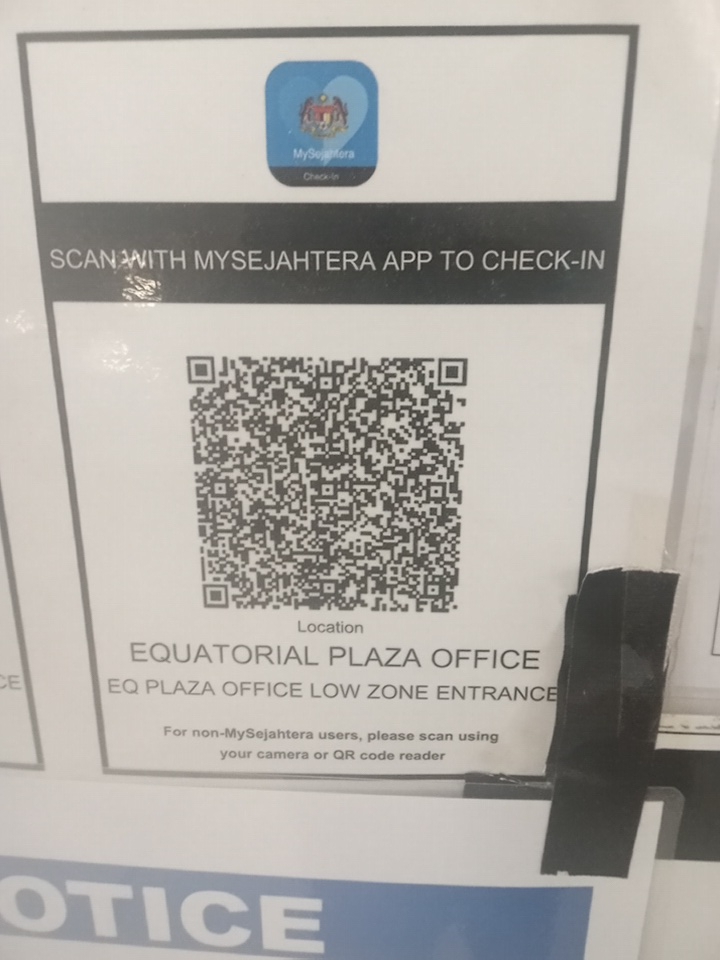 MySejahtera
Check-in
SCAN WITH MYSEJAHTERA APP TO CHECK-IN
Location
EQUATORIAL PLAZA OFFICE
EQ PLAZA OFFICE LOW ZONE ENTRANCE
CE
For non-MySejahtera users, please scan using
your camera or QR code reader
OTICE